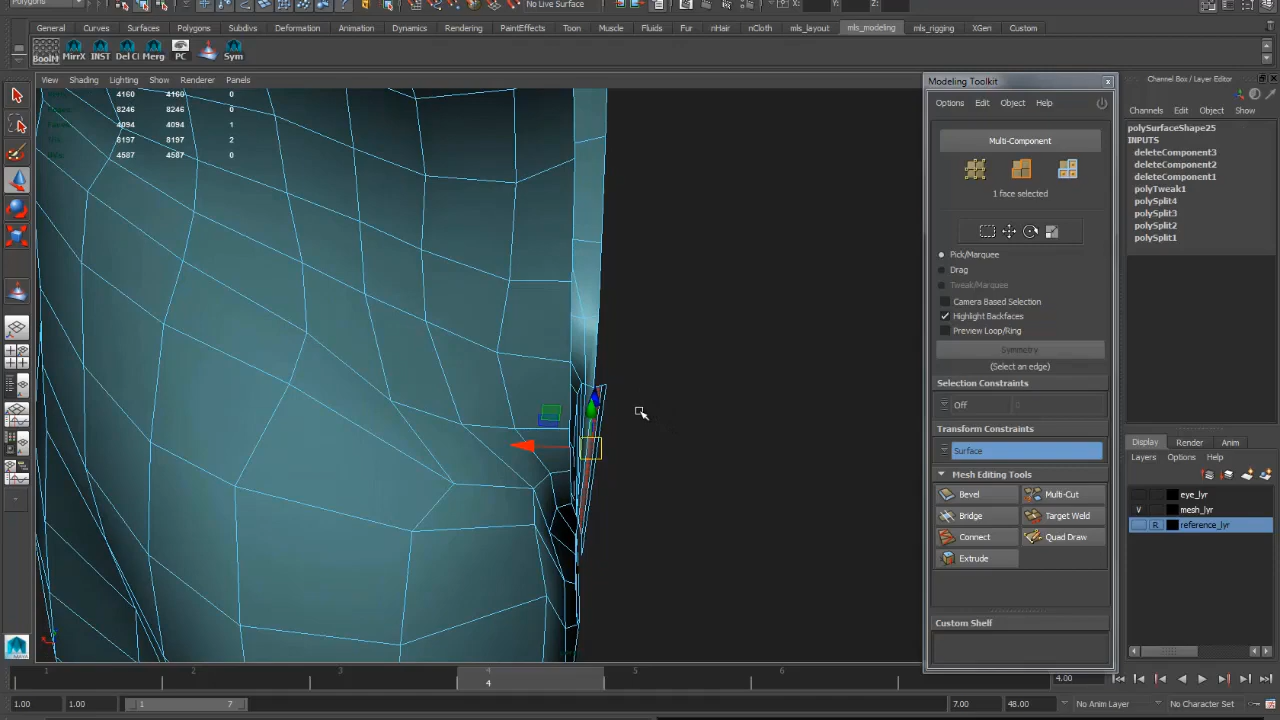 Polygons
No Live Surface
X:
Y:
Z:
General Curves Surfaces Polygons Subdivs Deformation Animation Dynamics Rendering PaintEffects Toon Muscle Fluids Fur nHair nCloth mls_layout mls_modeling mls_rigging XGen Custom
BoolM MirrX INST Del Cl Merg PC Sym
View Shading Lighting Show Renderer Panels
4160 4160 0
8246 8246 0
4094 4094 1
8197 8197 2
4587 4587 0
Modeling Toolkit
Options Edit Object Help
Multi-Component
1 face selected
Pick/Marquee
Drag
Tweak/Marquee
Camera Based Selection
Highlight Backfaces
Preview Loop/Ring
Symmetry
(Select an edge)
Selection Constraints
Off
Transform Constraints
Surface
Mesh Editing Tools
Bevel Multi-Cut
Bridge Target Weld
Connect Quad Draw
Extrude
Custom Shelf
Channel Box / Layer Editor
Channels Edit Object Show
polySurfaceShape25
INPUTS
deleteComponent3
deleteComponent2
deleteComponent1
polyTweak1
polySplit4
polySplit3
polySplit2
polySplit1
Display Render Anim
Layers Options Help
eye_lyr
V mesh_lyr
R reference_lyr
1 2 3 4 5 6
4
4.00
1.00 1.00 1 7 7.00 48.00 No Anim Layer No Character Set